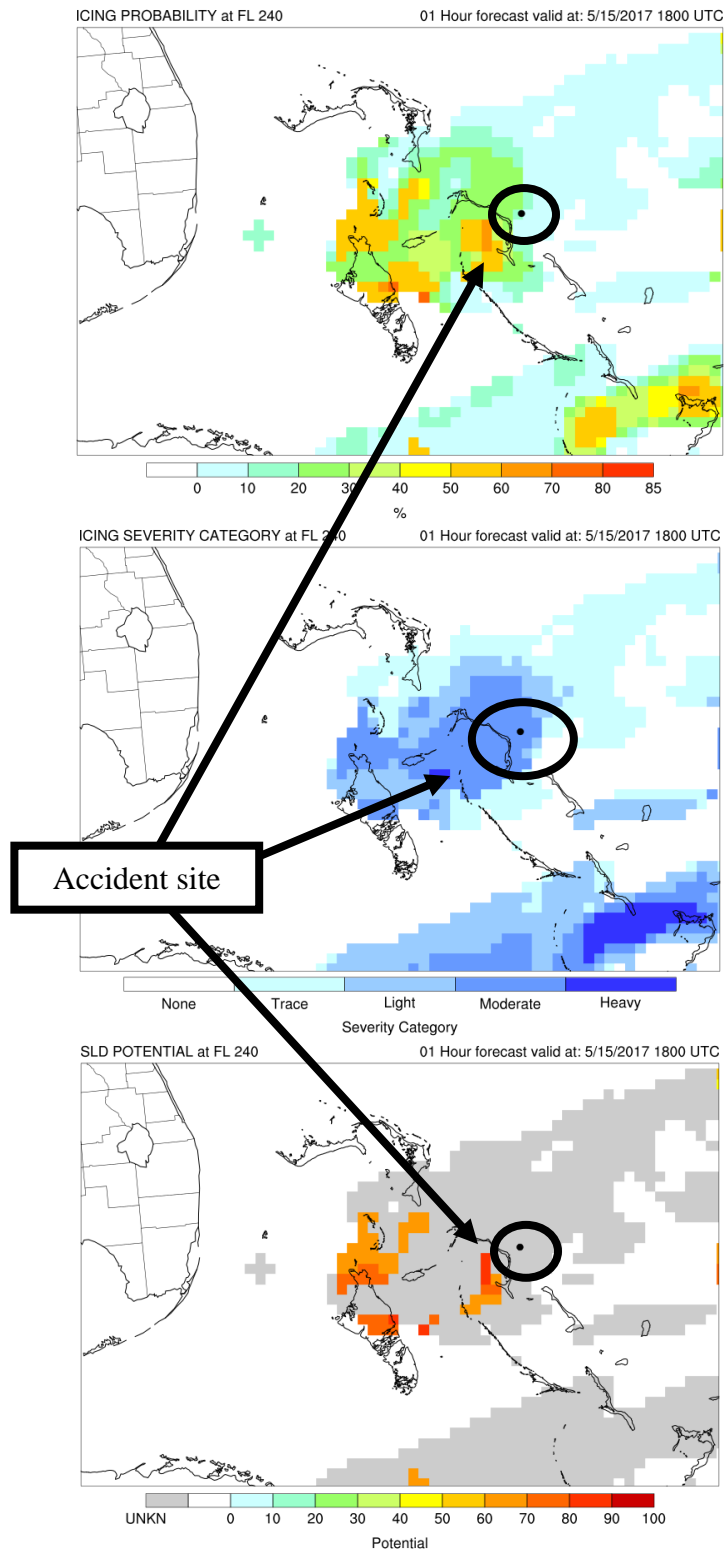 ICING PROBABILITY at FL 240 01 Hour forecast valid at: 5/15/2017 1800 UTC
0 10 20 30 40 50 60 70 80 85
%
ICING SEVERITY CATEGORY at FL 240 01 Hour forecast valid at: 5/15/2017 1800 UTC
Accident site
None Trace Light Moderate Heavy
Severity Category
SLD POTENTIAL at FL 240 01 Hour forecast valid at: 5/15/2017 1800 UTC
UNKN 0 10 20 30 40 50 60 70 80 90 100
Potential